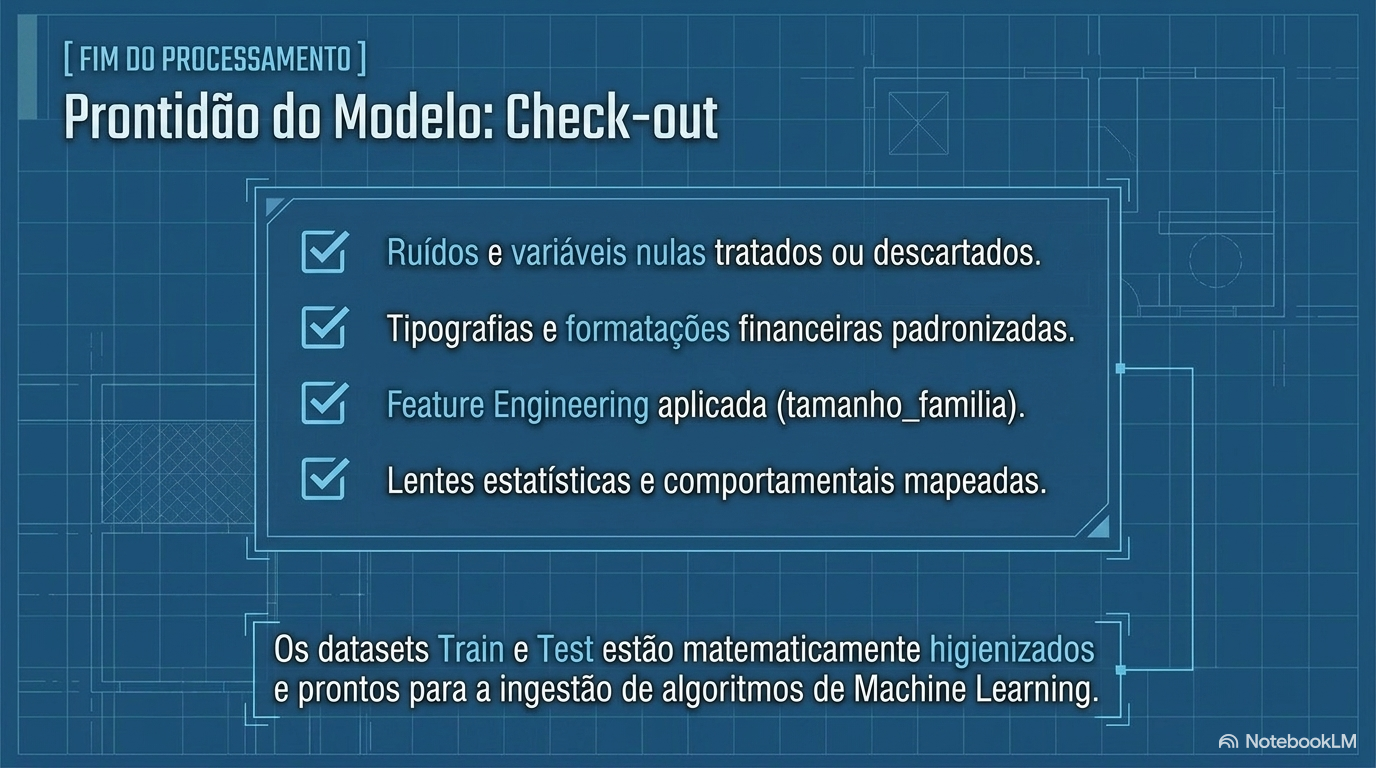 [ FIM DO PROCESSAMENTO ]
Prontidão do Modelo: Check-out
Ruídos e variáveis nulas tratados ou descartados.
Tipografias e formatações financeiras padronizadas.
Feature Engineering aplicada (tamanho_familia).
Lentes estatísticas e comportamentais mapeadas.
Os datasets Train e Test estão matematicamente higienizados
e prontos para a ingestão de algoritmos de Machine Learning.
NotebookLM